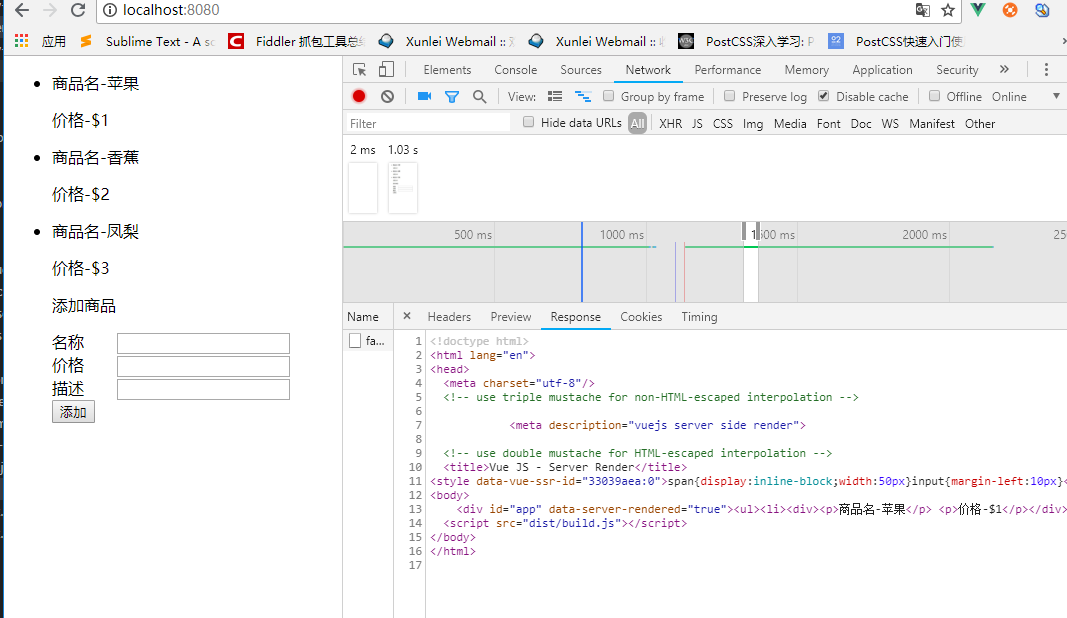 localhost:8080
应用 Sublime Text - A sc Fiddler 抓包工具总结 Xunlei Webmail :: Xunlei Webmail :: PostCSS深入学习: P PostCSS快速入门使
商品名-苹果
价格-$1
商品名-香蕉
价格-$2
商品名-凤梨
价格-$3
添加商品
名称
价格
描述
添加
Elements Console Sources Network Performance Memory Application Security »
View: Group by frame Preserve log Disable cache Offline Online
Filter Hide data URLs All XHR JS CSS Img Media Font Doc WS Manifest Other
2 ms 1.03 s
500 ms 1000 ms 1500 ms 2000 ms 25
Name × Headers Preview Response Cookies Timing
fa...
1 <!doctype html>
2 <html lang="en">
3 <head>
4 <meta charset="utf-8"/>
5 <!-- use triple mustache for non-HTML-escaped interpolation -->
6
7 <meta description="vuejs server side render">
8
9 <!-- use double mustache for HTML-escaped interpolation -->
10 <title>Vue JS - Server Render</title>
11 <style data-vue-ssr-id="33039aea:0">span{display:inline-block;width:50px}input{margin-left:10px}<
12 <body>
13 <div id="app" data-server-rendered="true"><ul><li><div><p>商品名-苹果</p> <p>价格-$1</p></div>
14 <script src="dist/build.js"></script>
15 </body>
16 </html>
17